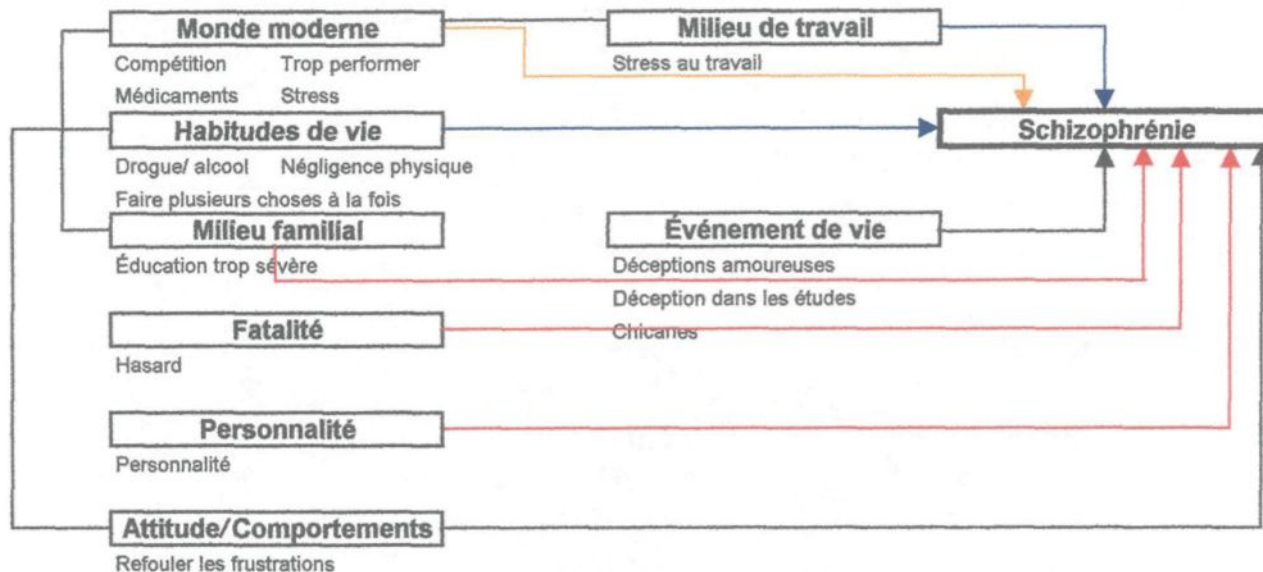 Monde moderne
Milieu de travail
Compétition Trop performer
Stress au travail
Médicaments Stress
Habitudes de vie
Schizophrénie
Drogue/ alcool Négligence physique
Faire plusieurs choses à la fois
Milieu familial
Événement de vie
Éducation trop sévère
Déceptions amoureuses
Déception dans les études
Fatalité
Chicanes
Hasard
Personnalité
Personnalité
Attitude/Comportements
Refouler les frustrations